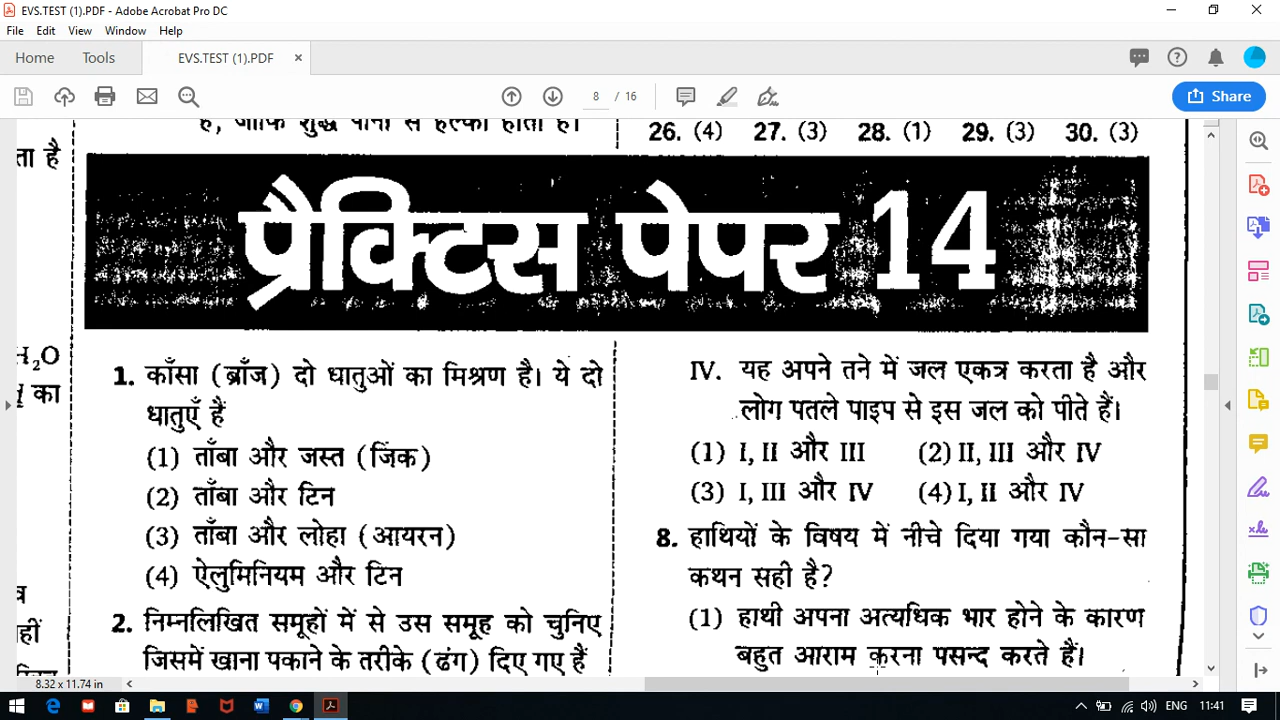 EVS.TEST (1).PDF - Adobe Acrobat Pro DC
File Edit View Window Help
Home Tools EVS.TEST (1).PDF
8 / 16
Share
है, जोकि शुद्ध पानी से हल्का होता है।
26. (4) 27. (3) 28. (1) 29. (3) 30. (3)
ता है
प्रैक्टिस पेपर 14
H₂O
का
1. काँसा (ब्रॉंज) दो धातुओं का मिश्रण है। ये दो
धातुएँ हैं
(1) ताँबा और जस्त (जिंक)
(2) ताँबा और टिन
(3) ताँबा और लोहा (आयरन)
(4) ऐलुमिनियम और टिन
2. निम्नलिखित समूहों में से उस समूह को चुनिए
जिसमें खाना पकाने के तरीके (ढंग) दिए गए हैं
IV. यह अपने तने में जल एकत्र करता है और
लोग पतले पाइप से इस जल को पीते हैं।
(1) I, II और III (2) II, III और IV
(3) I, III और IV (4) I, II और IV
8. हाथियों के विषय में नीचे दिया गया कौन-सा
कथन सही है?
(1) हाथी अपना अत्यधिक भार होने के कारण
बहुत आराम करना पसन्द करते हैं।
8.32 x 11.74 in
ENG 11:41